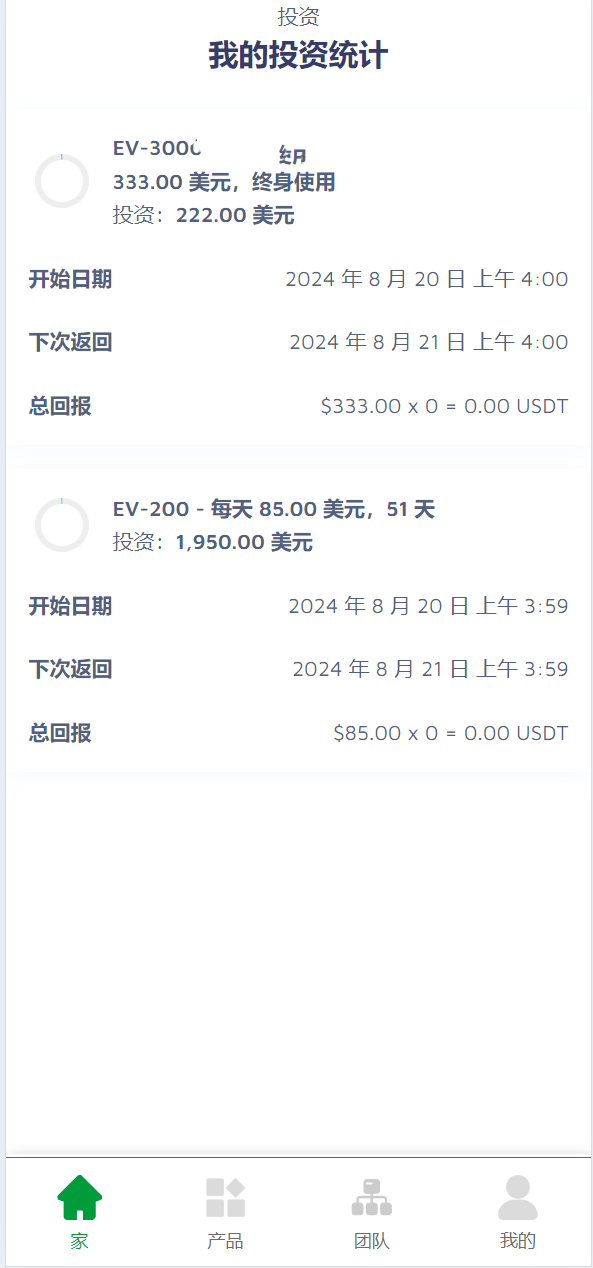 投资
我的投资统计
EV-300
333.00 美元，终身使用
投资：222.00 美元
开始日期 2024 年 8 月 20 日 上午 4:00
下次返回 2024 年 8 月 21 日 上午 4:00
总回报 $333.00 x 0 = 0.00 USDT
EV-200 - 每天 85.00 美元，51 天
投资：1,950.00 美元
开始日期 2024 年 8 月 20 日 上午 3:59
下次返回 2024 年 8 月 21 日 上午 3:59
总回报 $85.00 x 0 = 0.00 USDT
家 产品 团队 我的